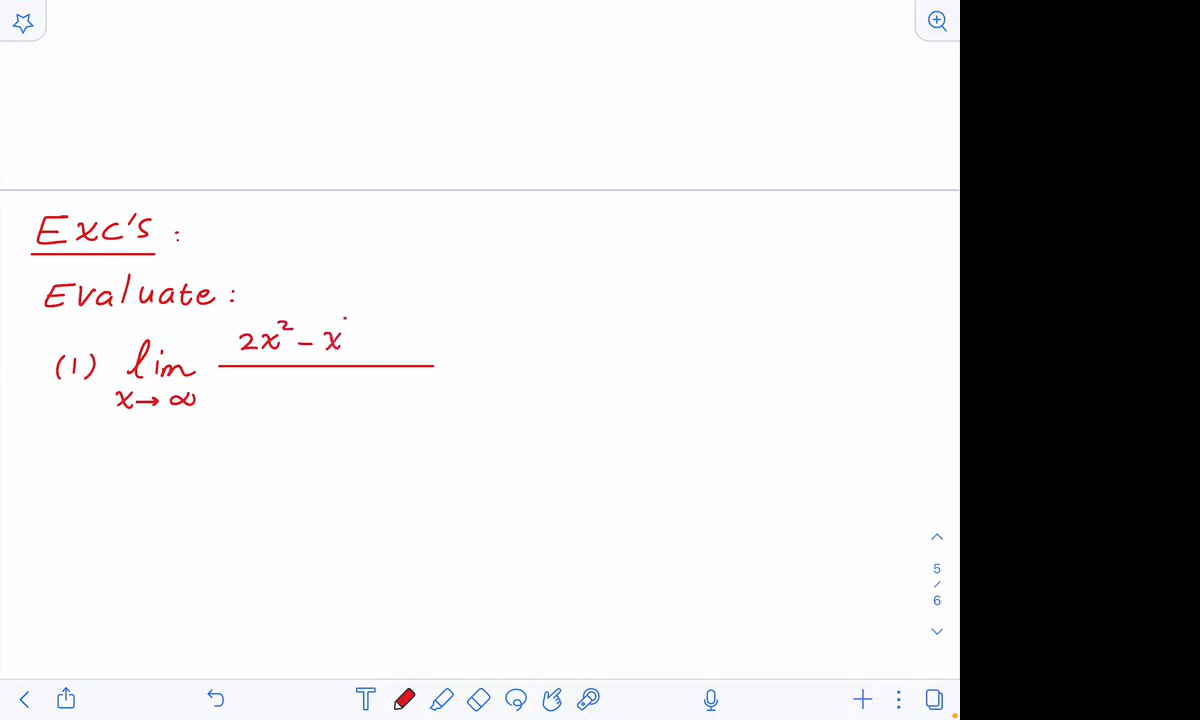 Exc's :
Evaluate :
(1) lim x→∞ 2x² - x
5 / 6